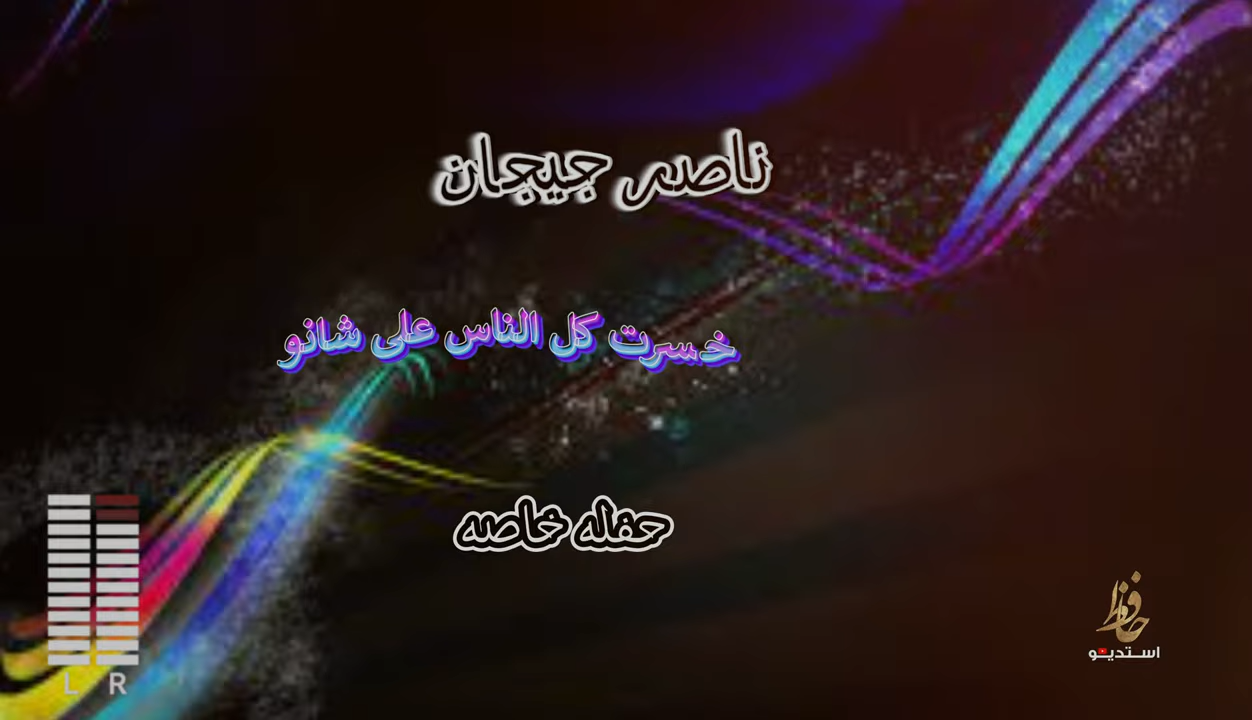 ناصر جيجان
خسرت كل الناس على شانو
حفله خاصه
حافظ
استديو
L R